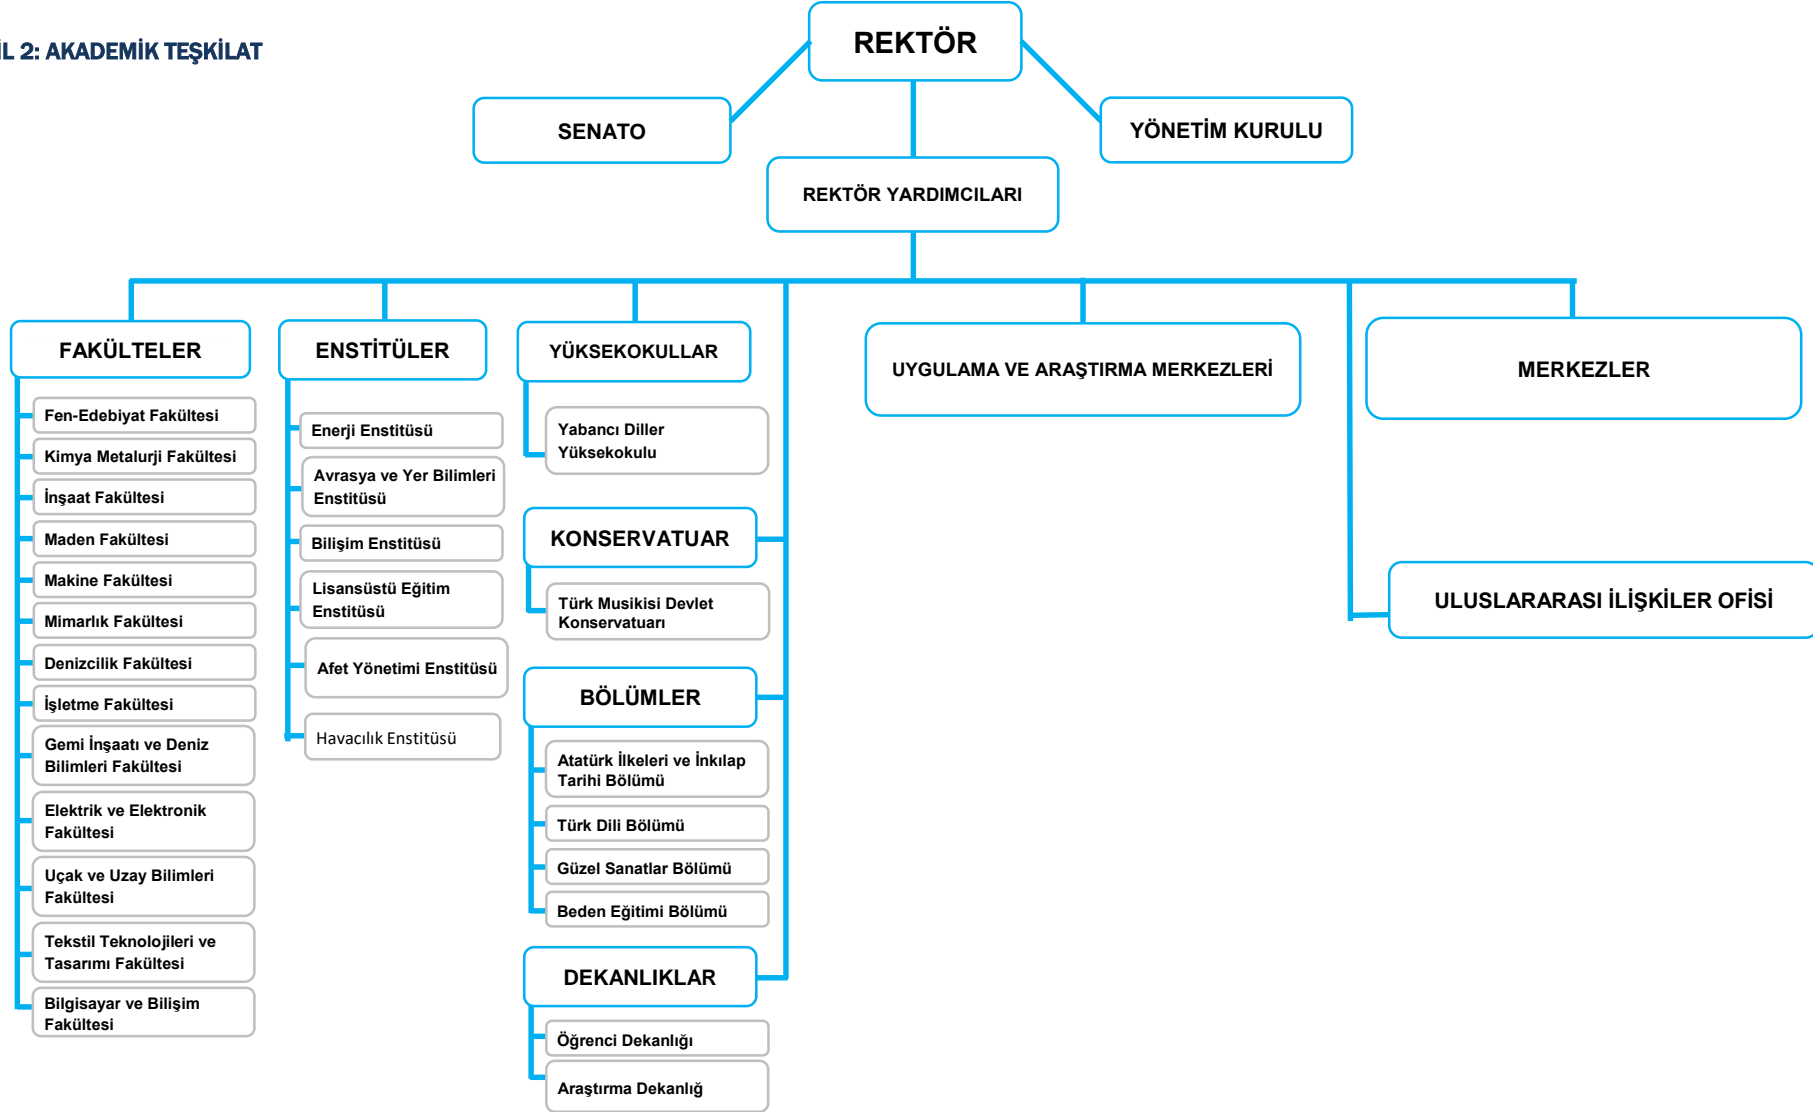 İL 2: AKADEMİK TEŞKİLAT
REKTÖR
SENATO
YÖNETİM KURULU
REKTÖR YARDIMCILARI
FAKÜLTELER
Fen-Edebiyat Fakültesi
Kimya Metalurji Fakültesi
İnşaat Fakültesi
Maden Fakültesi
Makine Fakültesi
Mimarlık Fakültesi
Denizcilik Fakültesi
İşletme Fakültesi
Gemi İnşaatı ve Deniz
Bilimleri Fakültesi
Elektrik ve Elektronik
Fakültesi
Uçak ve Uzay Bilimleri
Fakültesi
Tekstil Teknolojileri ve
Tasarımı Fakültesi
Bilgisayar ve Bilişim
Fakültesi
ENSTİTÜLER
Enerji Enstitüsü
Avrasya ve Yer Bilimleri
Enstitüsü
Bilişim Enstitüsü
Lisansüstü Eğitim
Enstitüsü
Afet Yönetimi Enstitüsü
Havacılık Enstitüsü
YÜKSEKOKULLAR
Yabancı Diller
Yüksekokulu
KONSERVATUAR
Türk Musikisi Devlet
Konservatuarı
BÖLÜMLER
Atatürk İlkeleri ve İnkılap
Tarihi Bölümü
Türk Dili Bölümü
Güzel Sanatlar Bölümü
Beden Eğitimi Bölümü
DEKANLIKLAR
Öğrenci Dekanlığı
Araştırma Dekanlığ
UYGULAMA VE ARAŞTIRMA MERKEZLERİ
MERKEZLER
ULUSLARARASI İLİŞKİLER OFİSİ